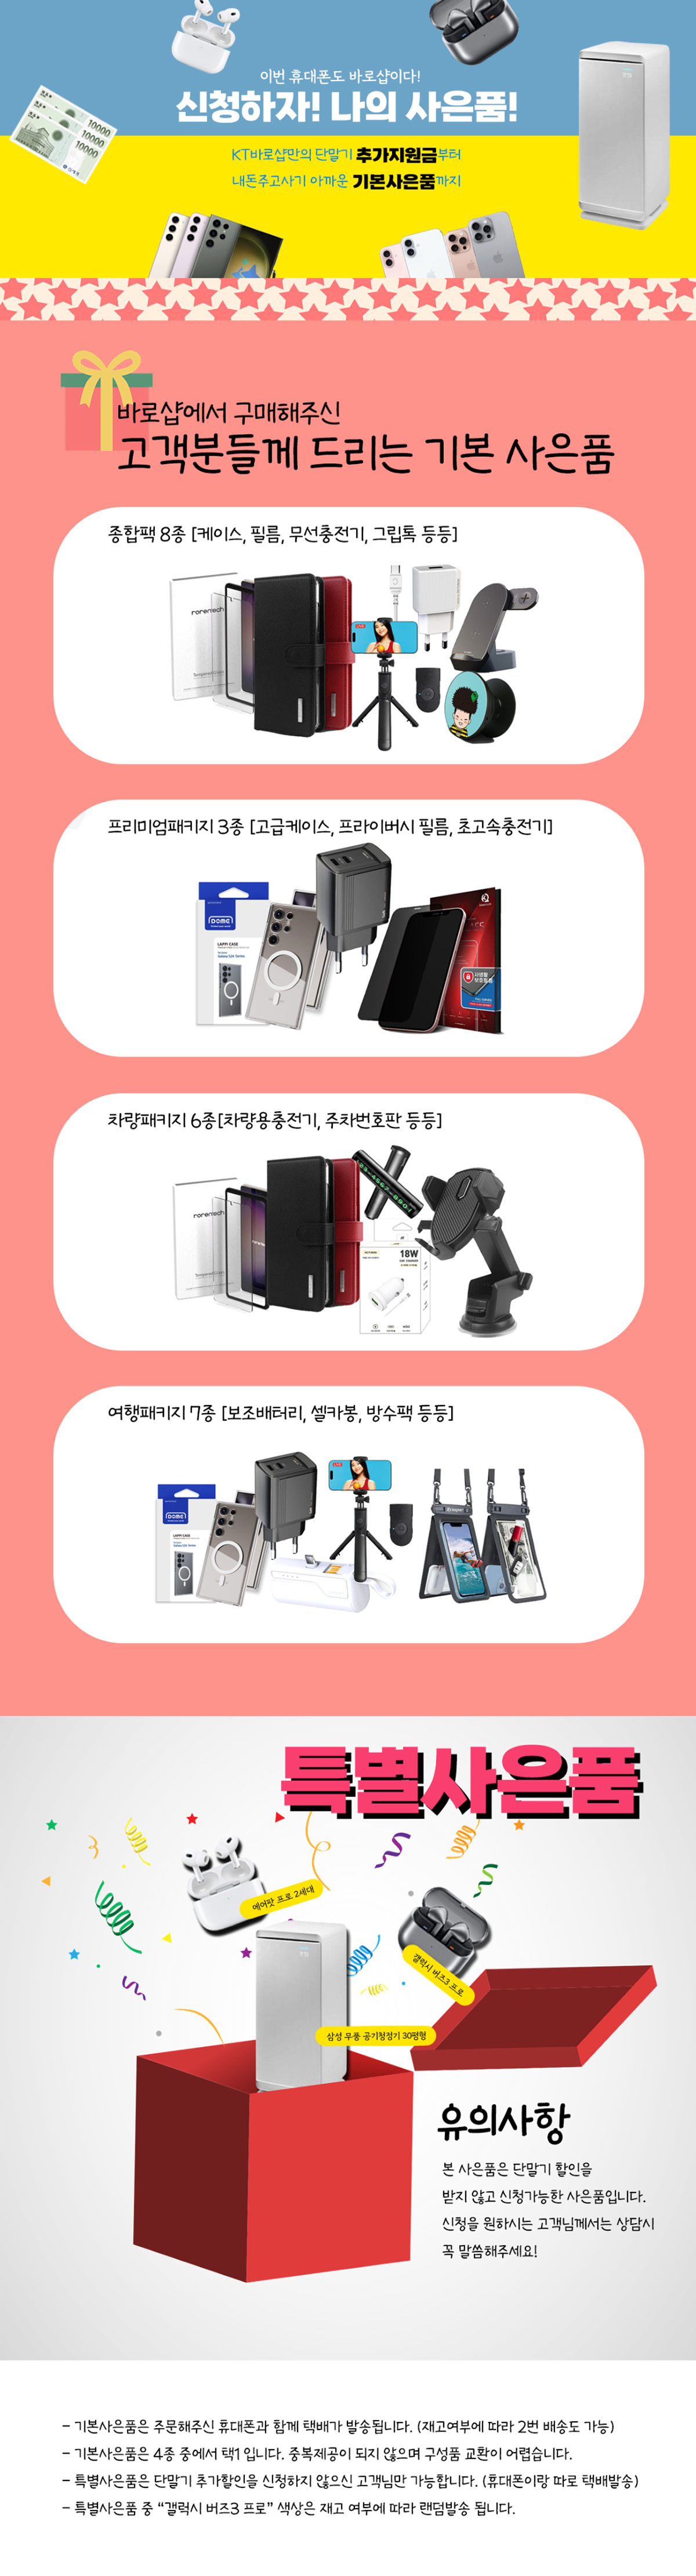 이번 휴대폰도 바로샵이다!
신청하자! 나의 사은품!
10000
10000
10000
KT바로샵만의 단말기 추가지원금부터
내돈주고사기 아까운 기본사은품까지
바로샵에서 구매해주신
고객분들께 드리는 기본 사은품
종합팩 8종 [케이스, 필름, 무선충전기, 그립톡 등등]
rorentech
LIVE
프리미엄패키지 3종 [고급케이스, 프라이버시 필름, 초고속충전기]
DOME
LAPPI CASE
Galaxy S24 Series
차량패키지 6종[차량용충전기, 주차번호판 등등]
rorentech
18W
여행패키지 7종 [보조배터리, 셀카봉, 방수팩 등등]
DOME
LAPPI CASE
Galaxy S24 Series
LIVE
특별사은품
에어팟 프로 2세대
갤럭시 버즈3 프로
삼성 무풍 공기청정기 30평형
유의사항
본 사은품은 단말기 할인을
받지 않고 신청가능한 사은품입니다.
신청을 원하시는 고객님께서는 상담시
꼭 말씀해주세요!
- 기본사은품은 주문해주신 휴대폰과 함께 택배가 발송됩니다. (재고여부에 따라 2번 배송도 가능)
- 기본사은품은 4종 중에서 택1 입니다. 중복제공이 되지 않으며 구성품 교환이 어렵습니다.
- 특별사은품은 단말기 추가할인을 신청하지 않으신 고객님만 가능합니다. (휴대폰이랑 따로 택배발송)
- 특별사은품 중 “갤럭시 버즈3 프로” 색상은 재고 여부에 따라 랜덤발송 됩니다.